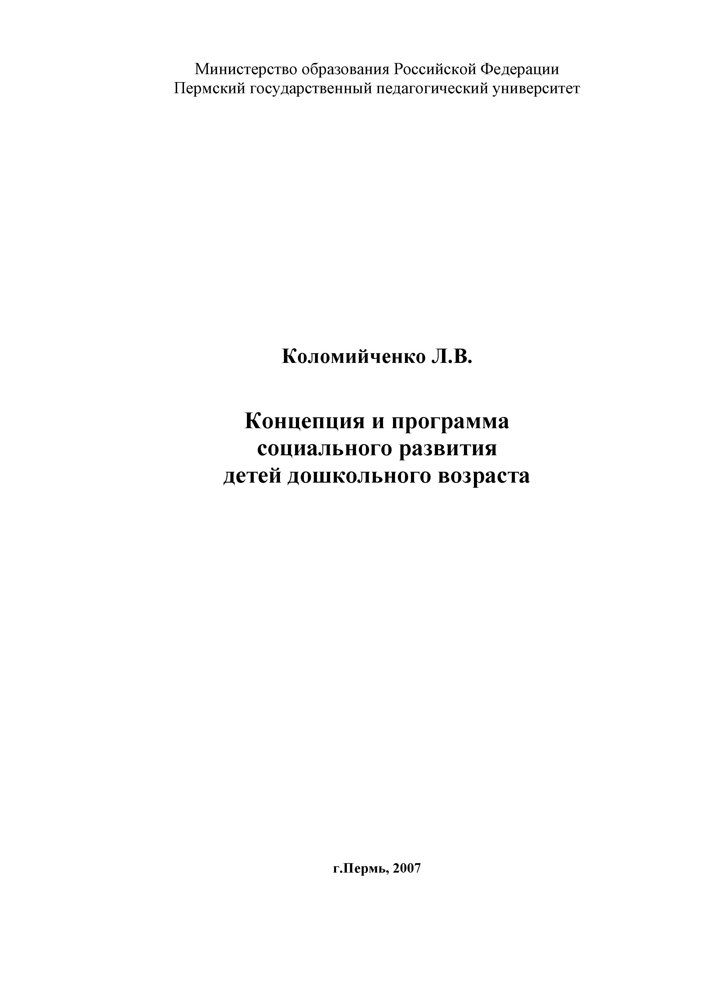 Министерство образования Российской Федерации
Пермский государственный педагогический университет
Коломийченко Л.В.
Концепция и программа
социального развития
детей дошкольного возраста
г.Пермь, 2007